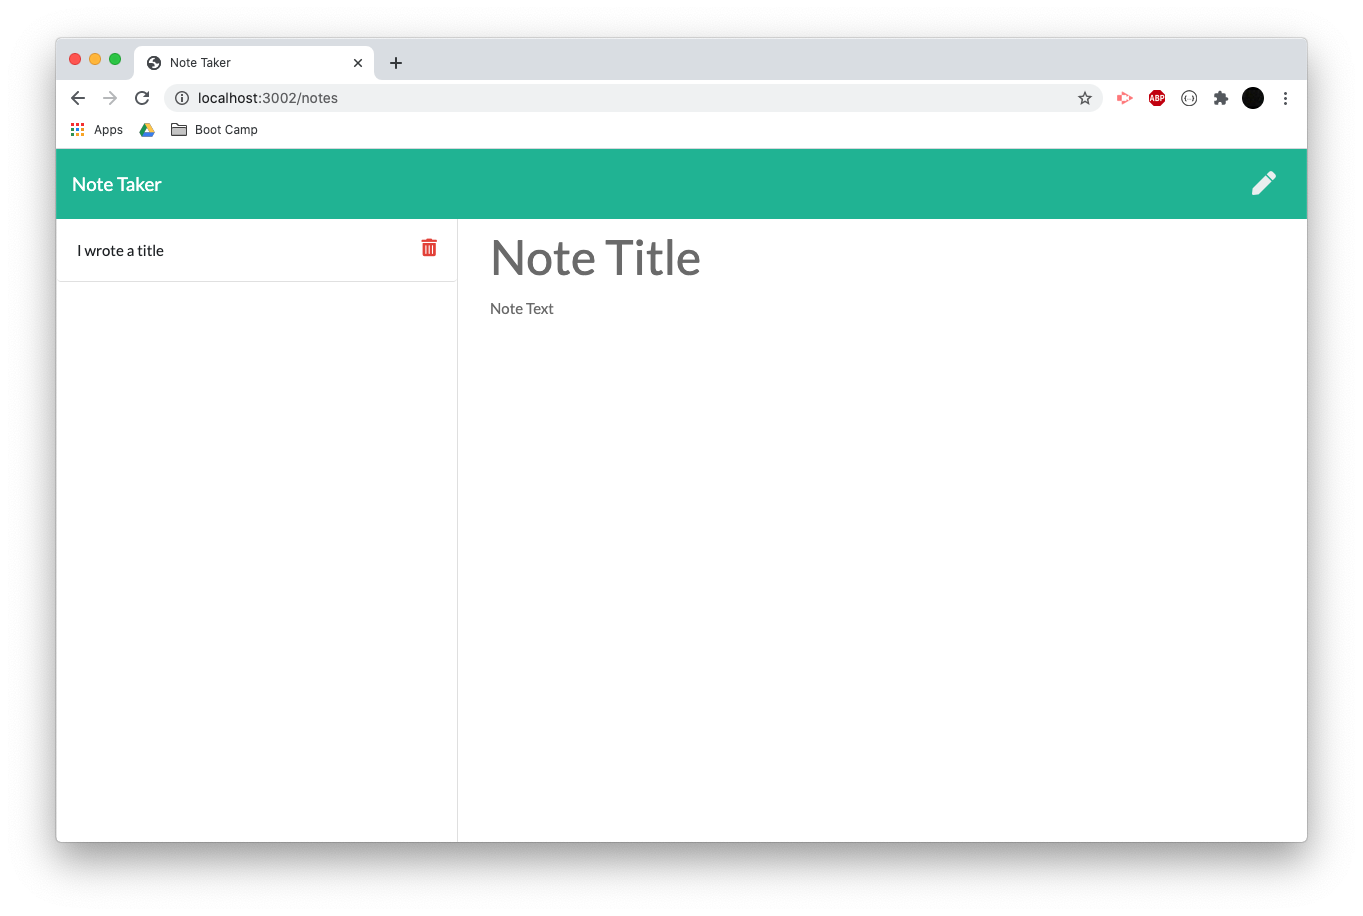 Note Taker
localhost:3002/notes
ABP
Apps
Boot Camp
Note Taker
I wrote a title
Note Title
Note Text